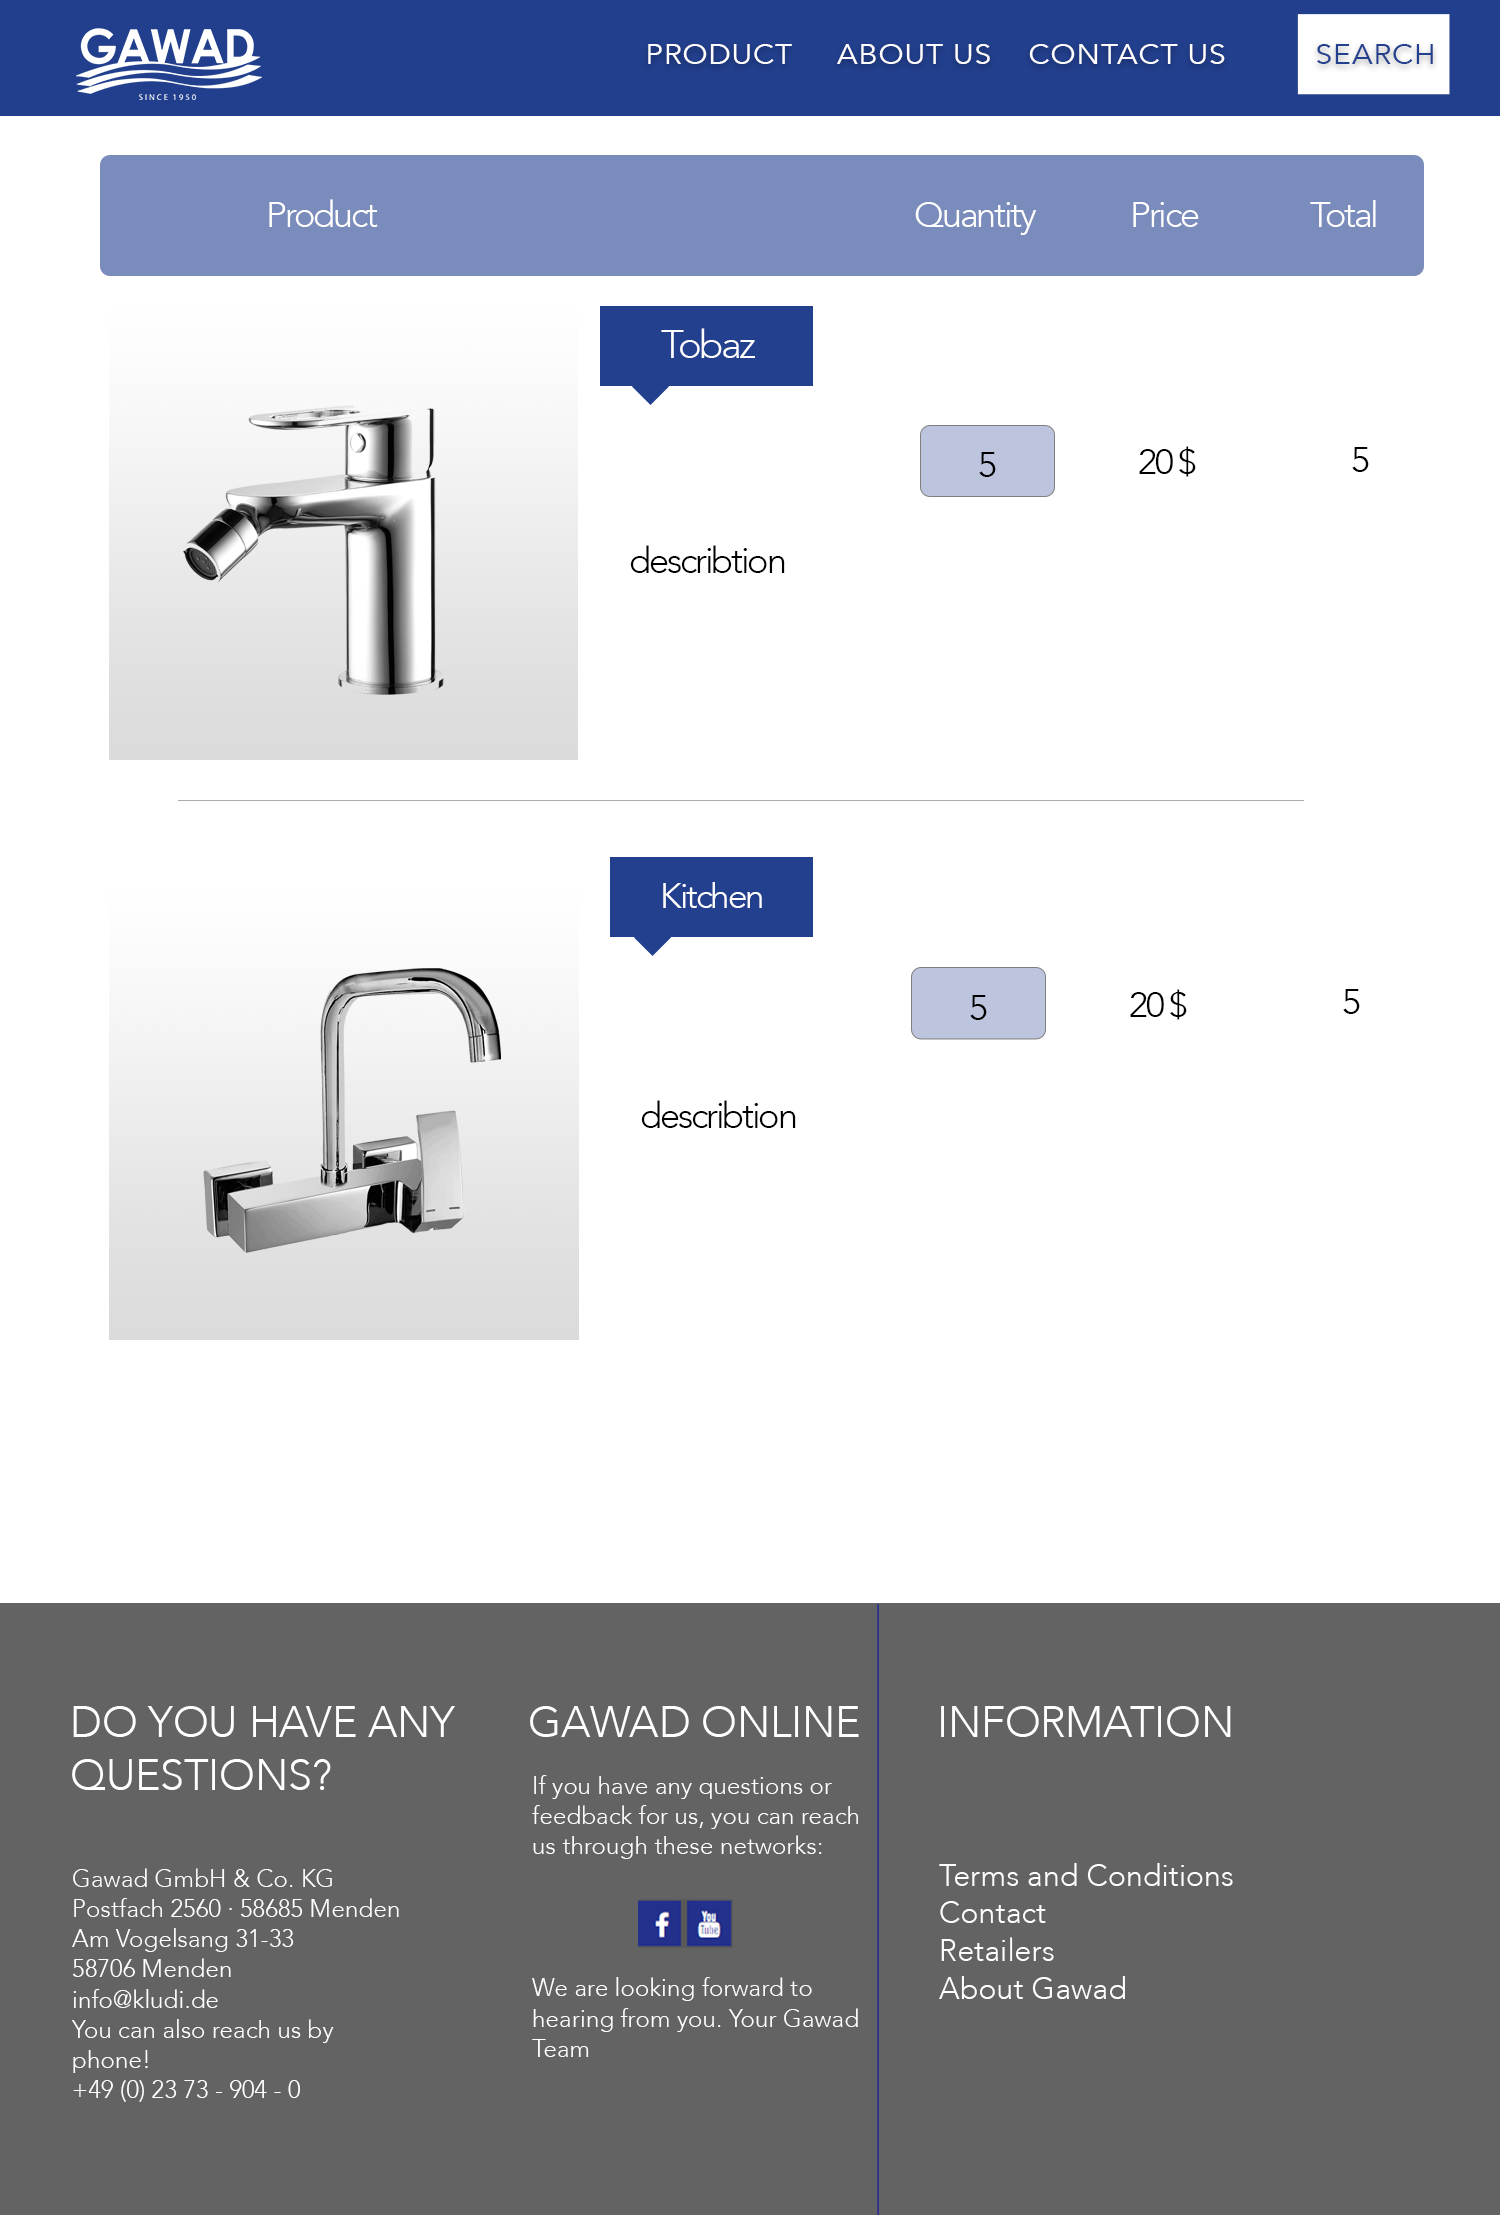 GAWAD
SINCE 1950
PRODUCT ABOUT US CONTACT US SEARCH
Product Quantity Price Total
Tobaz
5 20 $ 5
describtion
Kitchen
5 20 $ 5
describtion
DO YOU HAVE ANY
QUESTIONS?
Gawad GmbH & Co. KG
Postfach 2560 · 58685 Menden
Am Vogelsang 31-33
58706 Menden
info@kludi.de
You can also reach us by
phone!
+49 (0) 23 73 - 904 - 0
GAWAD ONLINE
If you have any questions or
feedback for us, you can reach
us through these networks:
f You
Tube
We are looking forward to
hearing from you. Your Gawad
Team
INFORMATION
Terms and Conditions
Contact
Retailers
About Gawad